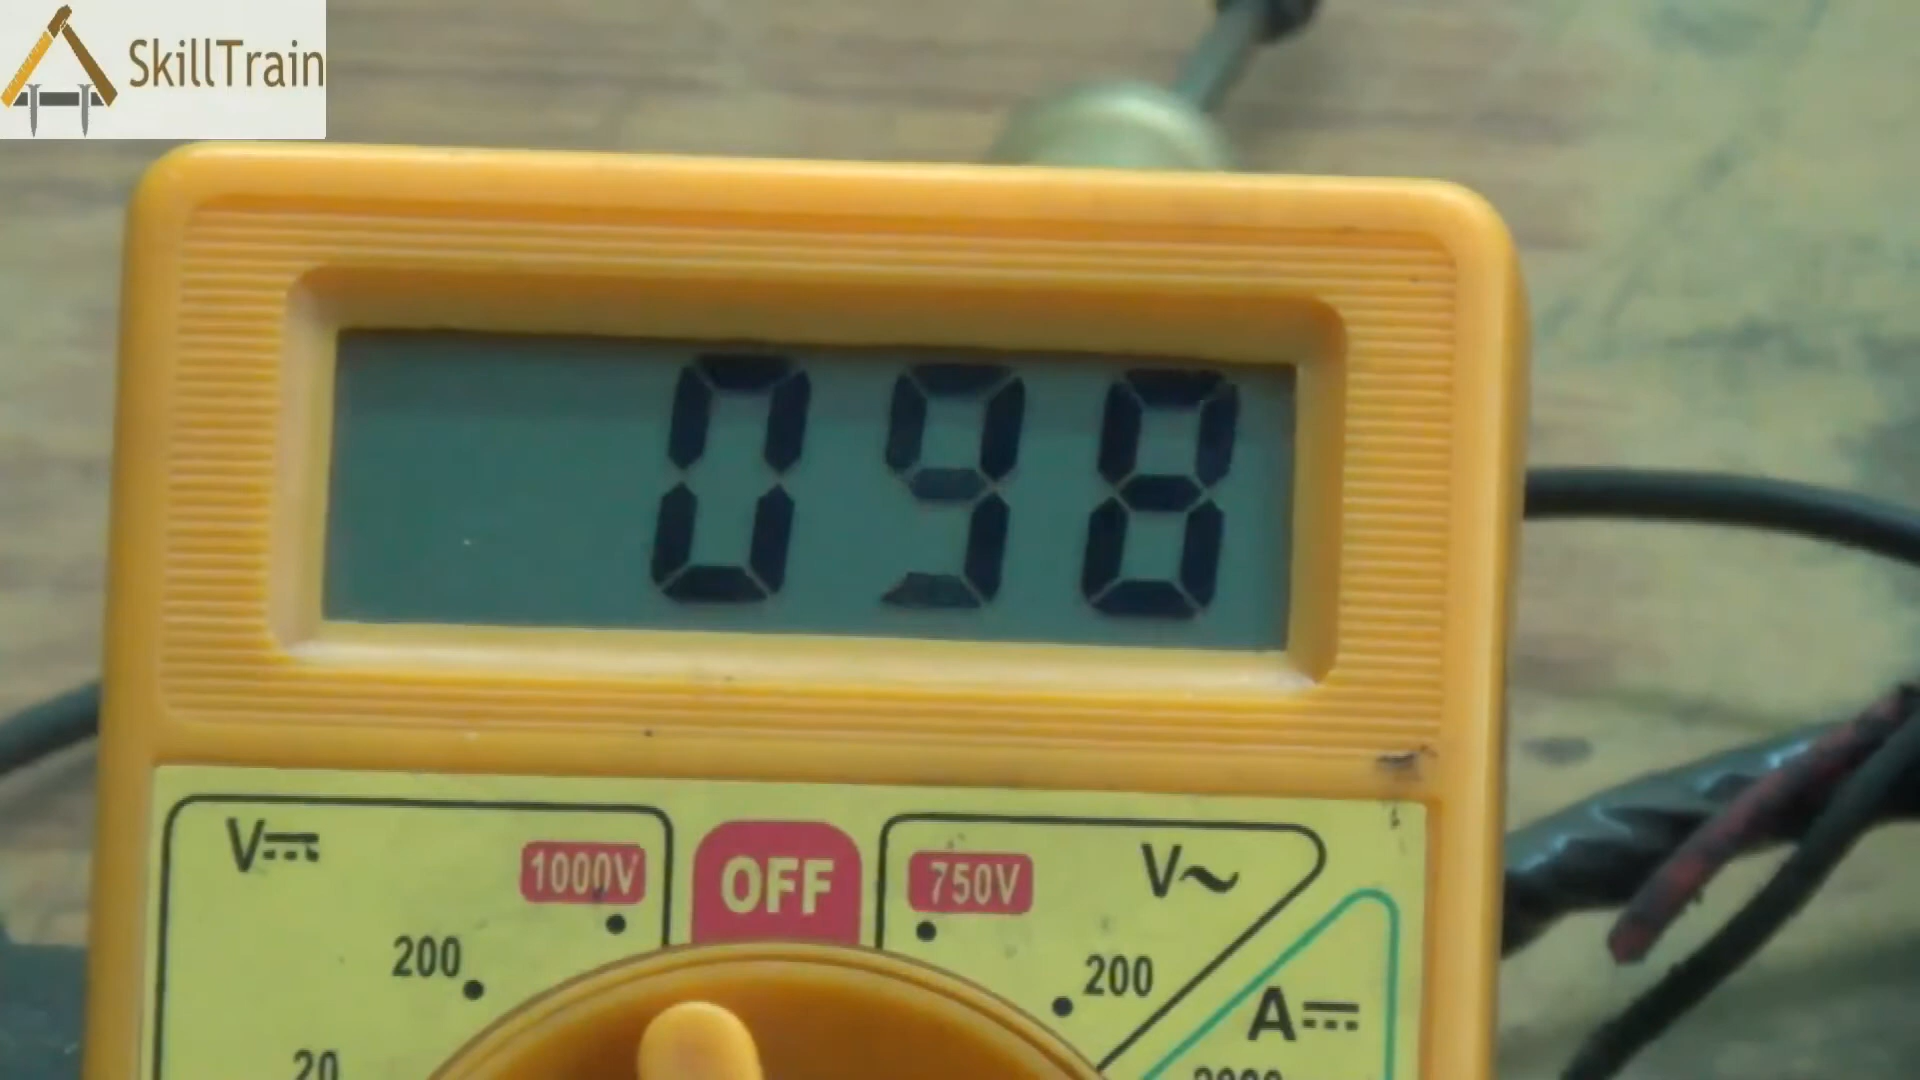 SkillTrain
098
V⎓ 1000V OFF 750V V~
200 200
A⎓
20